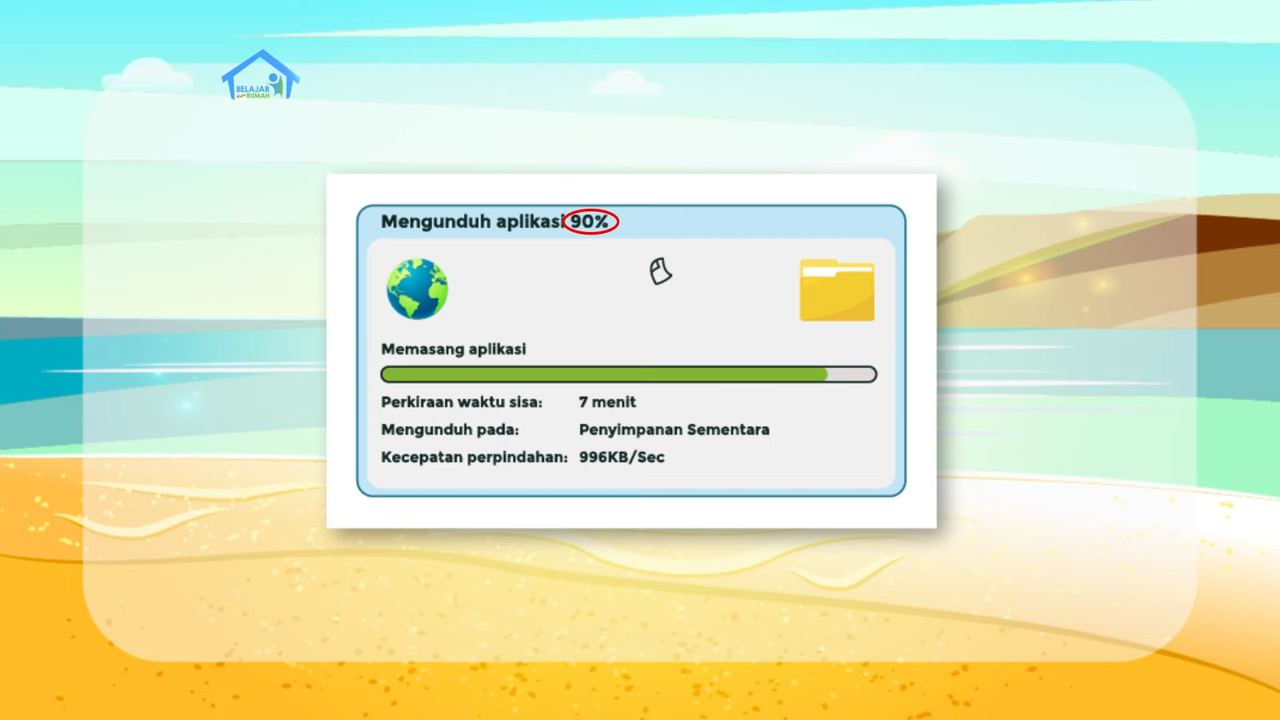 BELAJAR
dari RUMAH
Mengunduh aplikasi 90%
Memasang aplikasi
Perkiraan waktu sisa: 7 menit
Mengunduh pada: Penyimpanan Sementara
Kecepatan perpindahan: 996KB/Sec